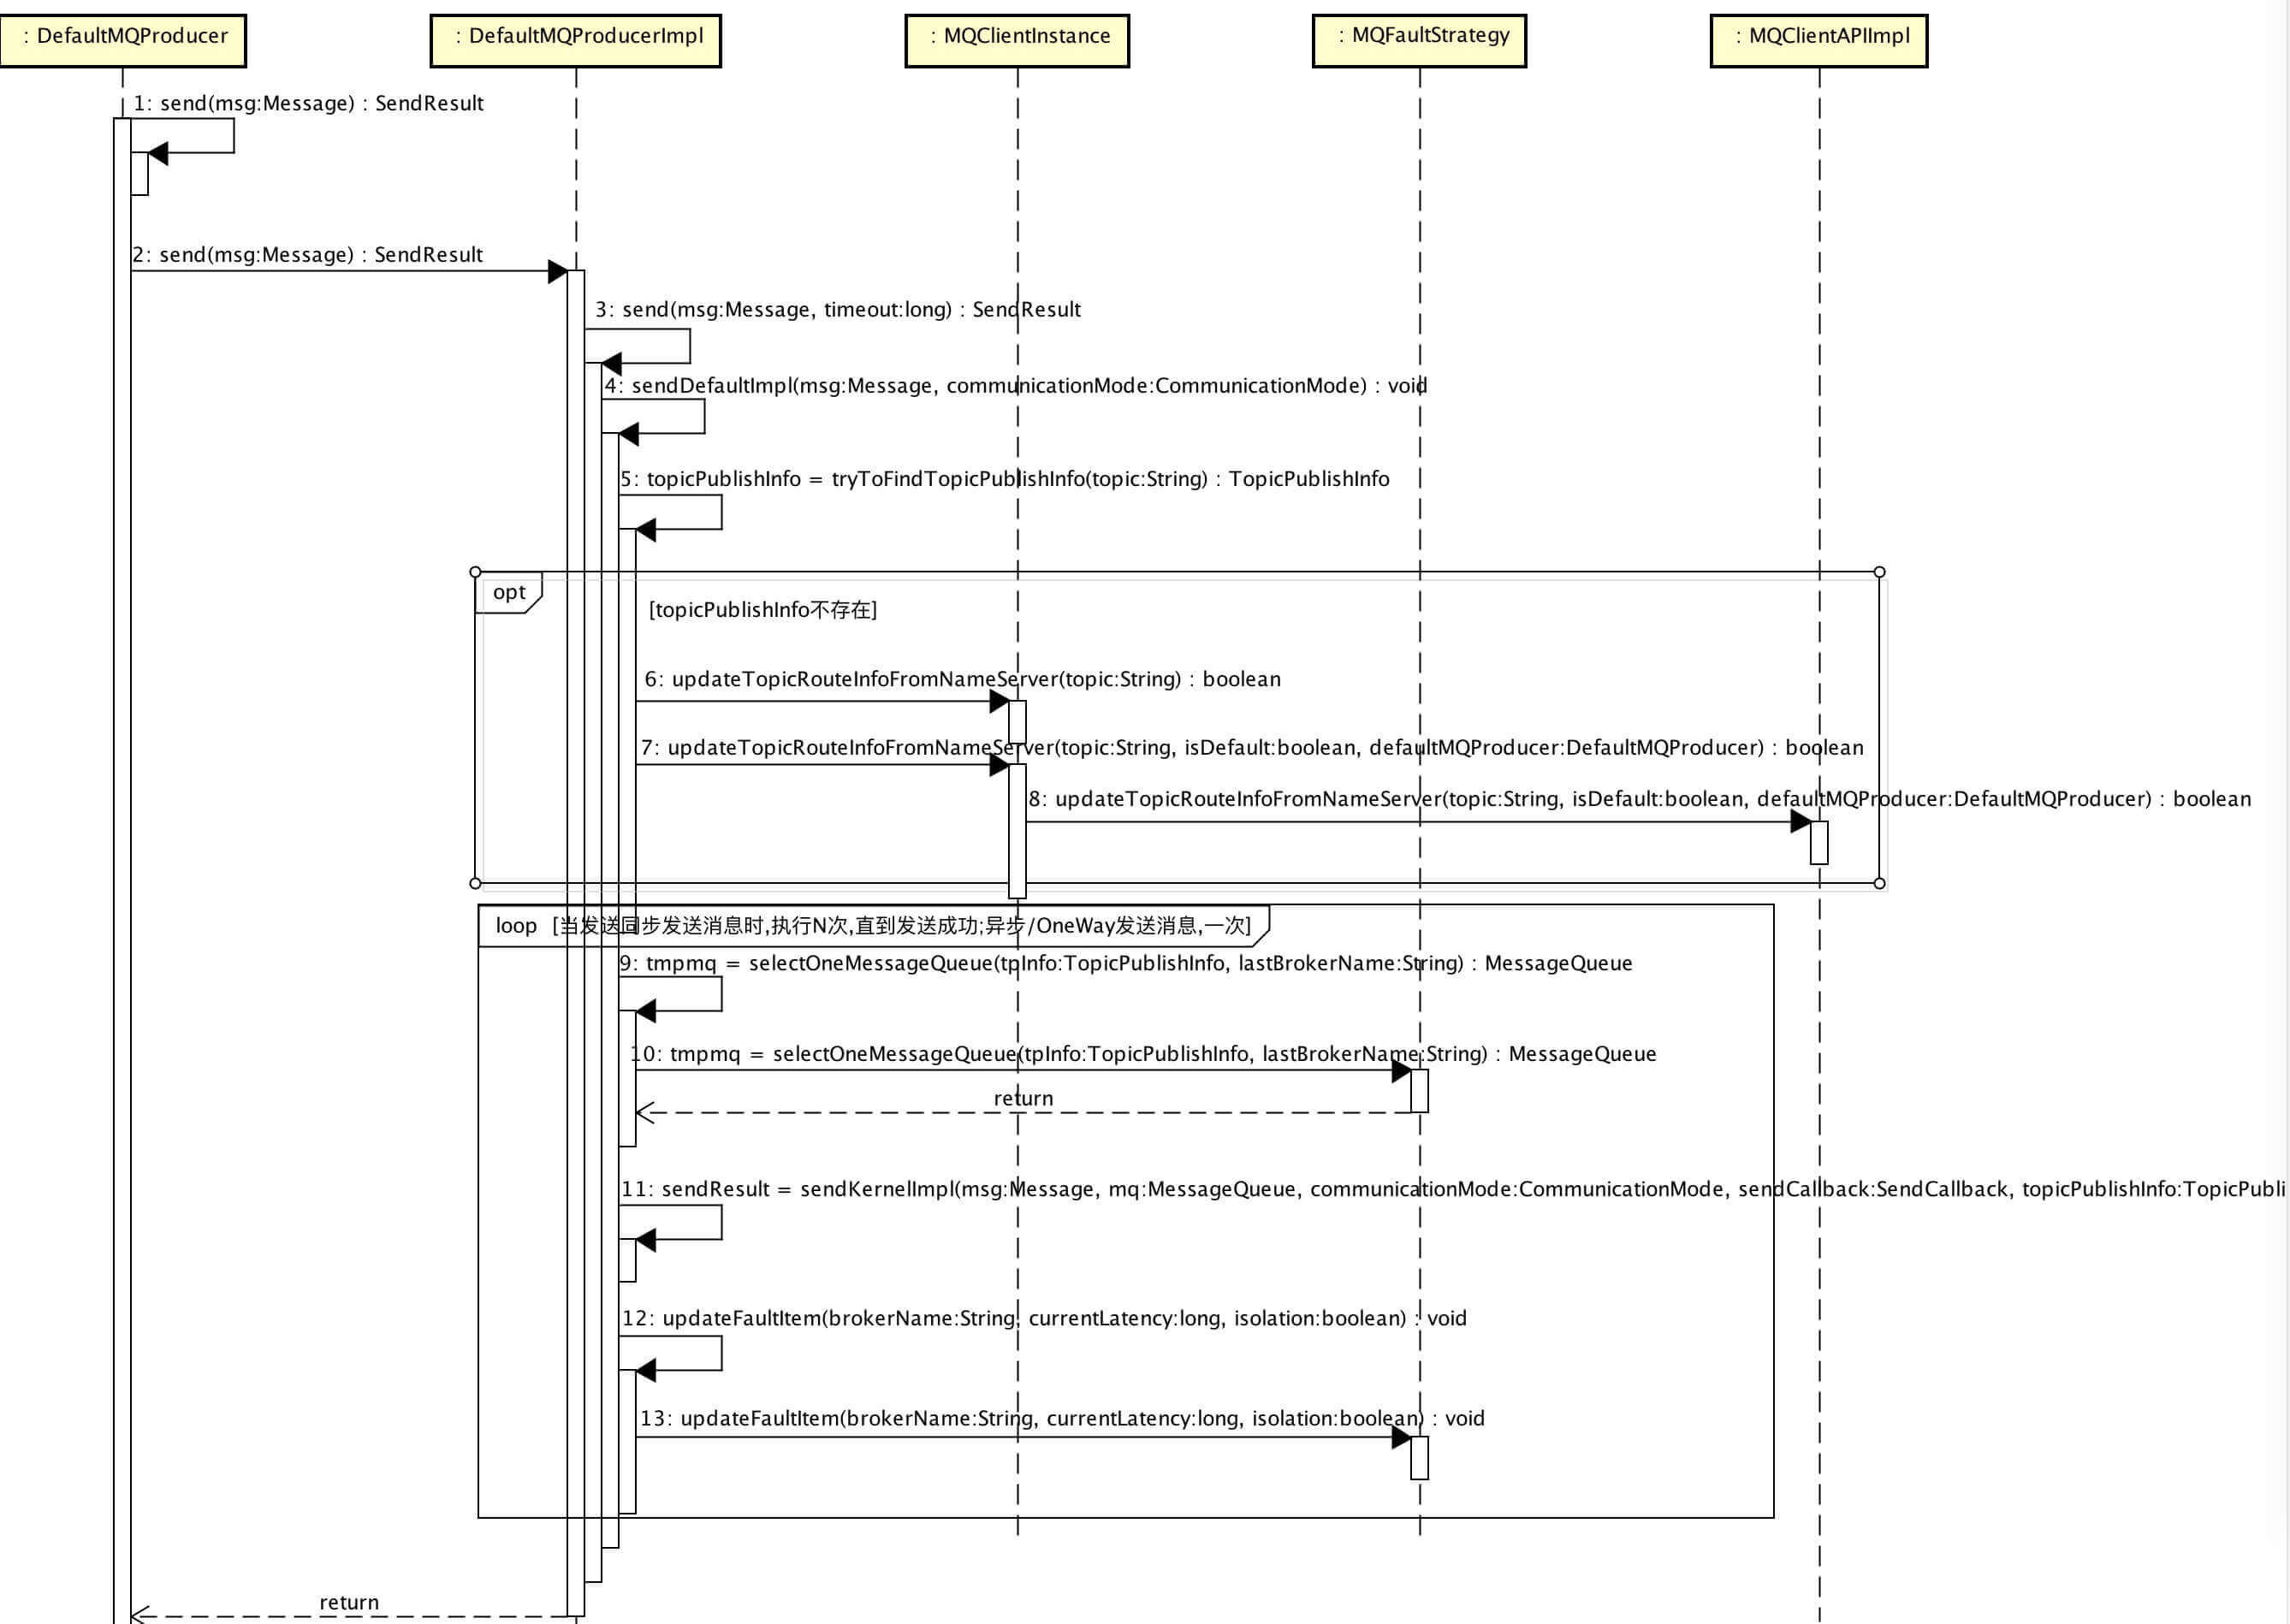 : DefaultMQProducer
: DefaultMQProducerImpl
: MQClientInstance
: MQFaultStrategy
: MQClientAPIImpl
1: send(msg:Message) : SendResult
2: send(msg:Message) : SendResult
3: send(msg:Message, timeout:long) : SendResult
4: sendDefaultImpl(msg:Message, communicationMode:CommunicationMode) : void
5: topicPublishInfo = tryToFindTopicPublishInfo(topic:String) : TopicPublishInfo
opt
[topicPublishInfo不存在]
6: updateTopicRouteInfoFromNameServer(topic:String) : boolean
7: updateTopicRouteInfoFromNameServer(topic:String, isDefault:boolean, defaultMQProducer:DefaultMQProducer) : boolean
8: updateTopicRouteInfoFromNameServer(topic:String, isDefault:boolean, defaultMQProducer:DefaultMQProducer) : boolean
loop [当发送同步发送消息时,执行N次,直到发送成功;异步/OneWay发送消息,一次]
9: tmpmq = selectOneMessageQueue(tpInfo:TopicPublishInfo, lastBrokerName:String) : MessageQueue
10: tmpmq = selectOneMessageQueue(tpInfo:TopicPublishInfo, lastBrokerName:String) : MessageQueue
return
11: sendResult = sendKernelImpl(msg:Message, mq:MessageQueue, communicationMode:CommunicationMode, sendCallback:SendCallback, topicPublishInfo:TopicPubli
12: updateFaultItem(brokerName:String, currentLatency:long, isolation:boolean) : void
13: updateFaultItem(brokerName:String, currentLatency:long, isolation:boolean) : void
return